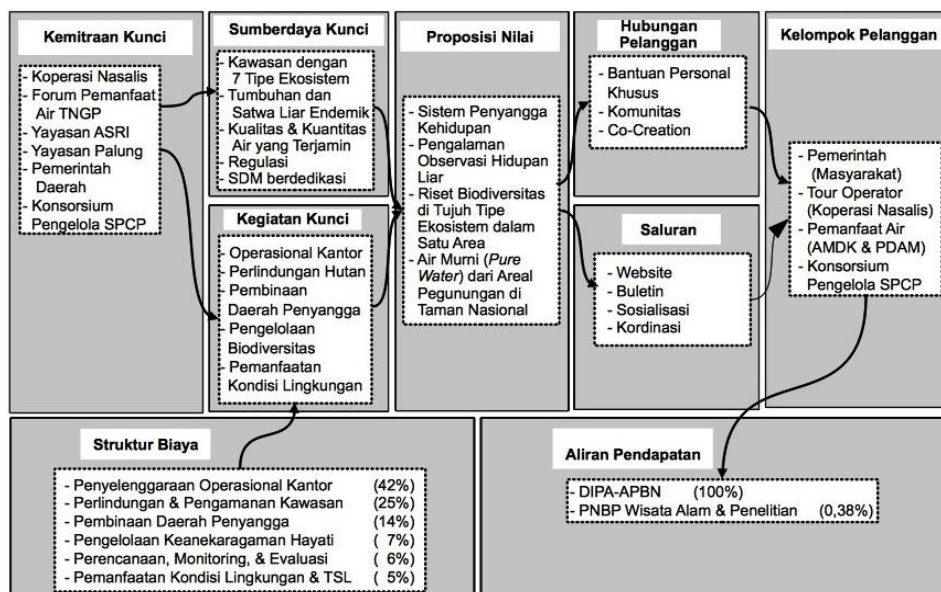 Kemitraan Kunci
- Koperasi Nasalis
- Forum Pemanfaat
Air TNGP
- Yayasan ASRI
- Yayasan Palung
- Pemerintah
Daerah
- Konsorsium
Pengelola SPCP
Sumberdaya Kunci
- Kawasan dengan
7 Tipe Ekosistem
- Tumbuhan dan
Satwa Liar Endemik
- Kualitas & Kuantitas
Air yang Terjamin
- Regulasi
- SDM berdedikasi
Kegiatan Kunci
- Operasional Kantor
- Perlindungan Hutan
- Pembinaan
Daerah Penyangga
- Pengelolaan
Biodiversitas
- Pemanfaatan
Kondisi Lingkungan
Proposisi Nilai
- Sistem Penyangga
Kehidupan
- Pengalaman
Observasi Hidupan
Liar
- Riset Biodiversitas
di Tujuh Tipe
Ekosistem dalam
Satu Area
- Air Murni (Pure
Water) dari Areal
Pegunungan di
Taman Nasional
Hubungan
Pelanggan
- Bantuan Personal
Khusus
- Komunitas
- Co-Creation
Saluran
- Website
- Buletin
- Sosialisasi
- Kordinasi
Kelompok Pelanggan
- Pemerintah
(Masyarakat)
- Tour Operator
(Koperasi Nasalis)
- Pemanfaat Air
(AMDK & PDAM)
- Konsorsium
Pengelola SPCP
Struktur Biaya
- Penyelenggaraan Operasional Kantor (42%)
- Perlindungan & Pengamanan Kawasan (25%)
- Pembinaan Daerah Penyangga (14%)
- Pengelolaan Keanekaragaman Hayati ( 7%)
- Perencanaan, Monitoring, & Evaluasi ( 6%)
- Pemanfaatan Kondisi Lingkungan & TSL ( 5%)
Aliran Pendapatan
- DIPA-APBN (100%)
- PNBP Wisata Alam & Penelitian (0,38%)